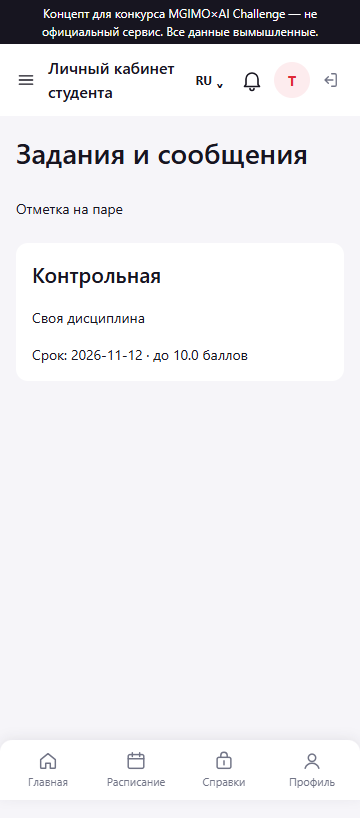 Концепт для конкурса MGIMO×AI Challenge — не
официальный сервис. Все данные вымышленные.
Личный кабинет
студента
RU
T
Задания и сообщения
Отметка на паре
Контрольная
Своя дисциплина
Срок: 2026-11-12 · до 10.0 баллов
Главная
Расписание
Справки
Профиль